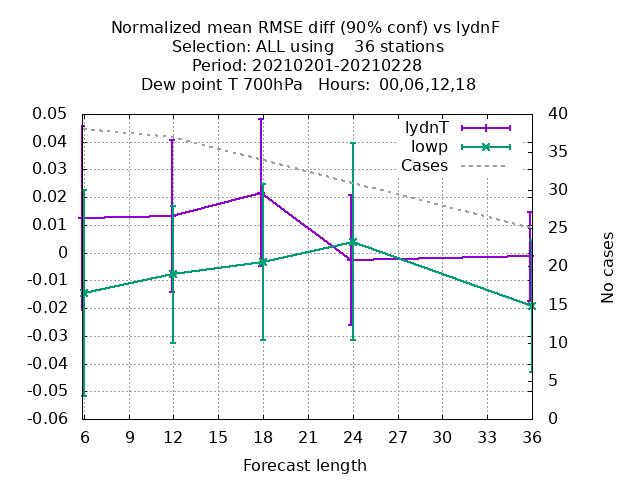 Normalized mean RMSE diff (90% conf) vs lydnF
Selection: ALL using    36 stations
Period: 20210201-20210228
Dew point T 700hPa   Hours:  00,06,12,18
0.05
0.04
0.03
0.02
0.01
0
-0.01
-0.02
-0.03
-0.04
-0.05
-0.06
lydnT
lowp
Cases
40
35
30
25
20
15
10
5
0
No cases
6 9 12 15 18 21 24 27 30 33 36
Forecast length